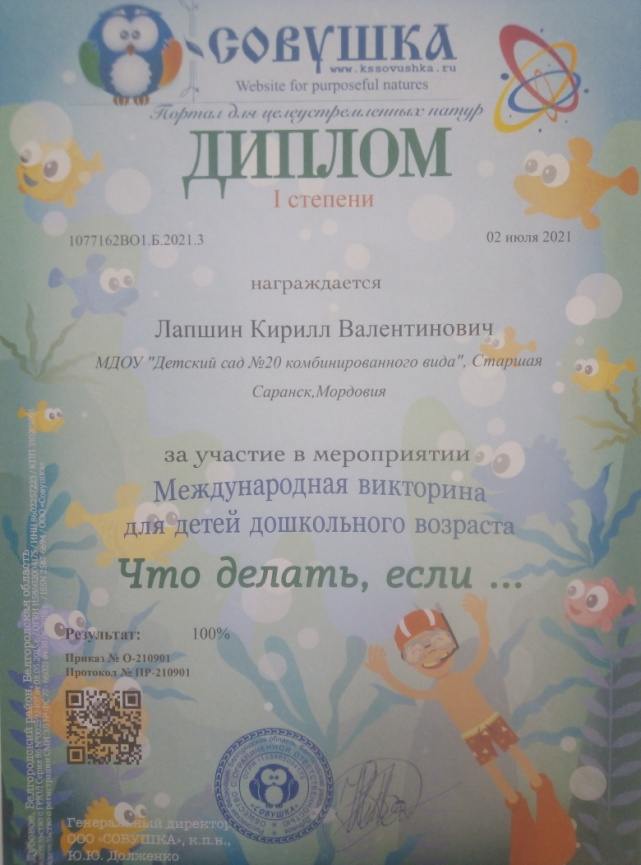 СОВУШКА
www.kssovushka.ru
Website for purposeful natures
Портал для целеустремленных натур
ДИПЛОМ
I степени
1077162ВО1.Б.2021.3
02 июля 2021
награждается
Лапшин Кирилл Валентинович
МДОУ "Детский сад №20 комбинированного вида", Старшая
Саранск,Мордовия
за участие в мероприятии
Международная викторина
для детей дошкольного возраста
Что делать, если ...
Результат: 100%
Приказ № О-210901
Протокол № ПР-210901
Генеральный директор
ООО «СОВУШКА», к.п.н.,
Ю.Ю. Долженко
«СОВУШКА»